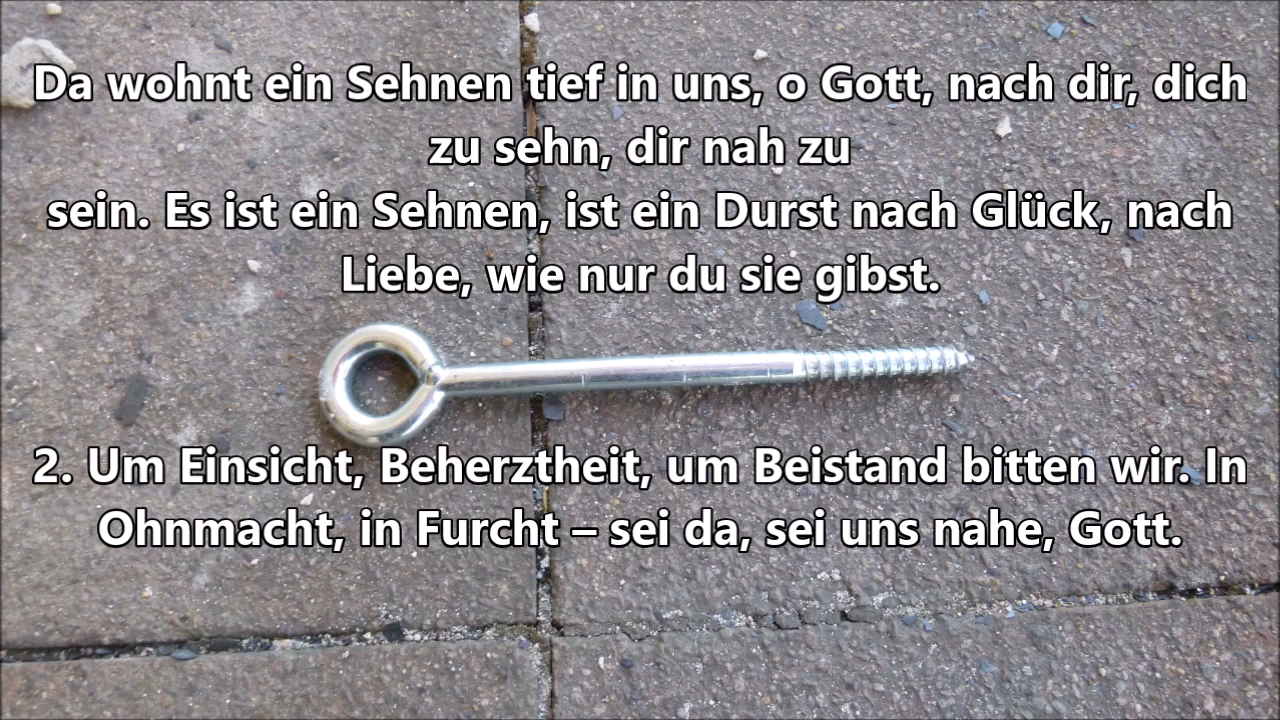 Da wohnt ein Sehnen tief in uns, o Gott, nach dir, dich
zu sehn, dir nah zu
sein. Es ist ein Sehnen, ist ein Durst nach Glück, nach
Liebe, wie nur du sie gibst.
2. Um Einsicht, Beherztheit, um Beistand bitten wir. In
Ohnmacht, in Furcht – sei da, sei uns nahe, Gott.